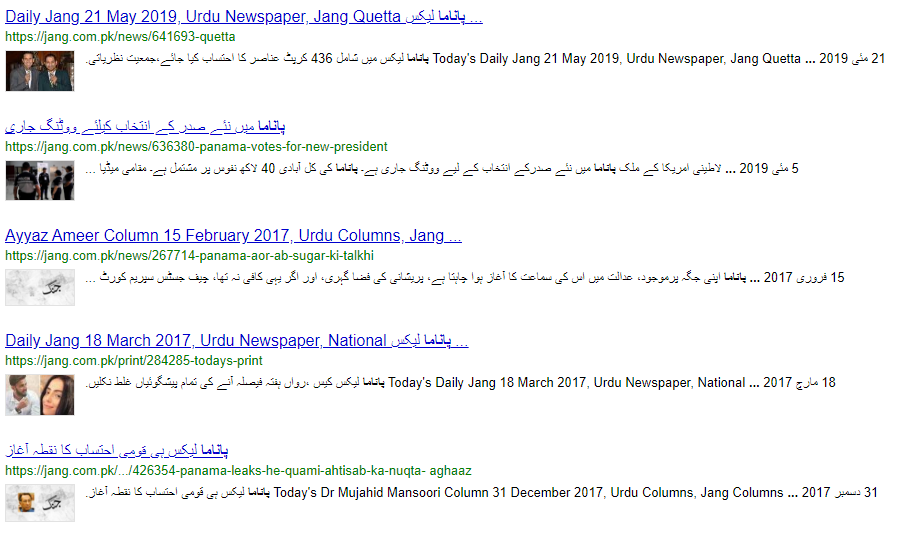 Daily Jang 21 May 2019, Urdu Newspaper, Jang Quetta پاناما لیکس ...
https://jang.com.pk/news/641693-quetta
21 مئی 2019 ... Today's Daily Jang 21 May 2019, Urdu Newspaper, Jang Quetta پاناما لیکس میں شامل 436 کرپٹ عناصر کا احتساب کیا جائے،جمعیت نظریاتی.
پاناما میں نئے صدر کے انتخاب کیلئے ووٹنگ جاری
https://jang.com.pk/news/636380-panama-votes-for-new-president
5 مئی 2019 ... لاطینی امریکا کے ملک پاناما میں نئے صدرکے انتخاب کے لیے ووٹنگ جاری ہے۔ پاناما کی کل آبادی 40 لاکھ نفوس پر مشتمل ہے۔ مقامی میڈیا ...
Ayyaz Ameer Column 15 February 2017, Urdu Columns, Jang ...
https://jang.com.pk/news/267714-panama-aor-ab-sugar-ki-talkhi
15 فروری 2017 ... پاناما اپنی جگہ پرموجود، عدالت میں اس کی سماعت کا آغاز ہوا چاہتا ہے، پریشانی کی فضا گہری، اور اگر یہی کافی نہ تھا، چیف جسٹس سپریم کورٹ ...
جنگ
Daily Jang 18 March 2017, Urdu Newspaper, National پاناما لیکس ...
https://jang.com.pk/print/284285-todays-print
18 مارچ 2017 ... Today's Daily Jang 18 March 2017, Urdu Newspaper, National پاناما لیکس کیس ،رواں ہفتہ فیصلہ آنے کی تمام پیشگوئیاں غلط نکلیں.
پاناما لیکس ہی قومی احتساب کا نقطہ آغاز
https://jang.com.pk/.../426354-panama-leaks-he-quami-ahtisab-ka-nuqta- aghaaz
31 دسمبر 2017 ... Today's Dr Mujahid Mansoori Column 31 December 2017, Urdu Columns, Jang Columns پاناما لیکس ہی قومی احتساب کا نقطہ آغاز.
جنگ